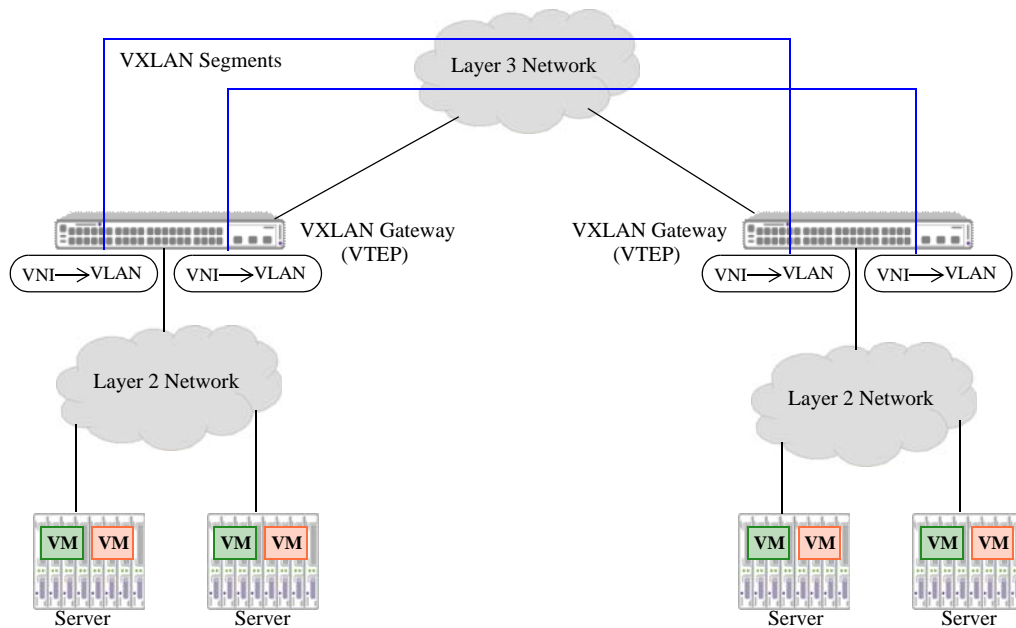 VXLAN Segments
Layer 3 Network
VXLAN Gateway
(VTEP)
VXLAN Gateway
(VTEP)
VNI VLAN
VNI VLAN
VNI VLAN
VNI VLAN
Layer 2 Network
Layer 2 Network
VM VM
VM VM
VM VM
VM VM
Server
Server
Server
Server